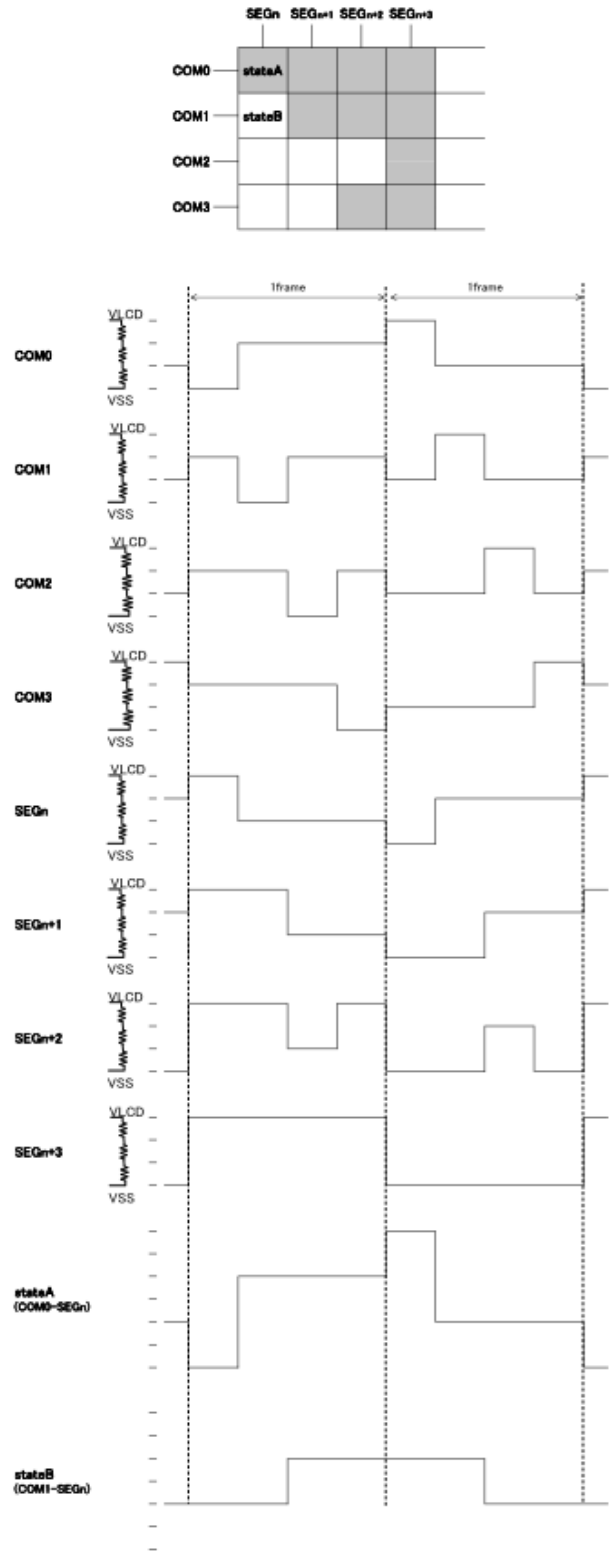 SEGn SEGn+1 SEGn+2 SEGn+3
COM0 stateA
COM1 stateB
COM2
COM3
1frame 1frame
VLCD
COM0
VSS
VLCD
COM1
VSS
VLCD
COM2
VSS
VLCD
COM3
VSS
VLCD
SEGn
VSS
VLCD
SEGn+1
VSS
VLCD
SEGn+2
VSS
VLCD
SEGn+3
VSS
stateA
(COM0-SEGn)
stateB
(COM1-SEGn)